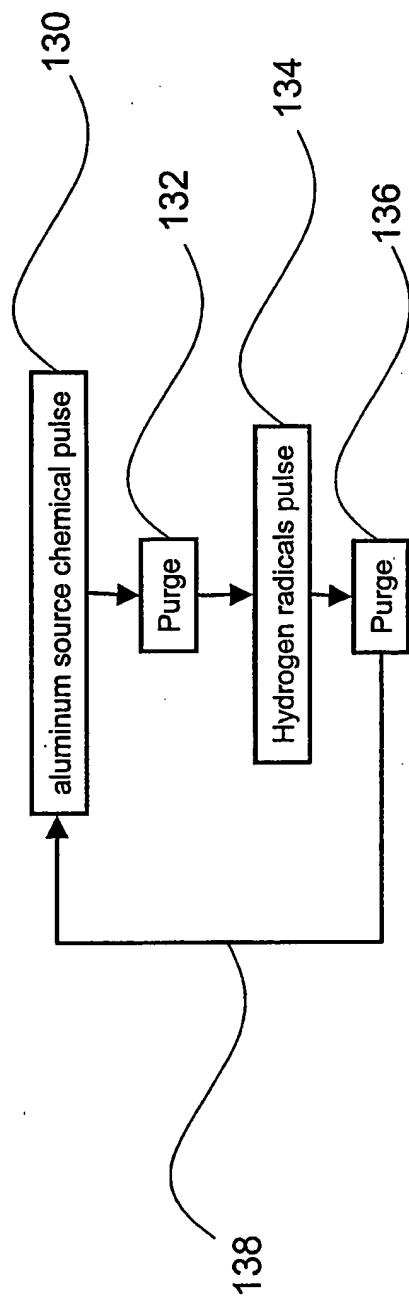 aluminum source chemical pulse
130
Purge
132
Hydrogen radicals pulse
134
Purge
136
138